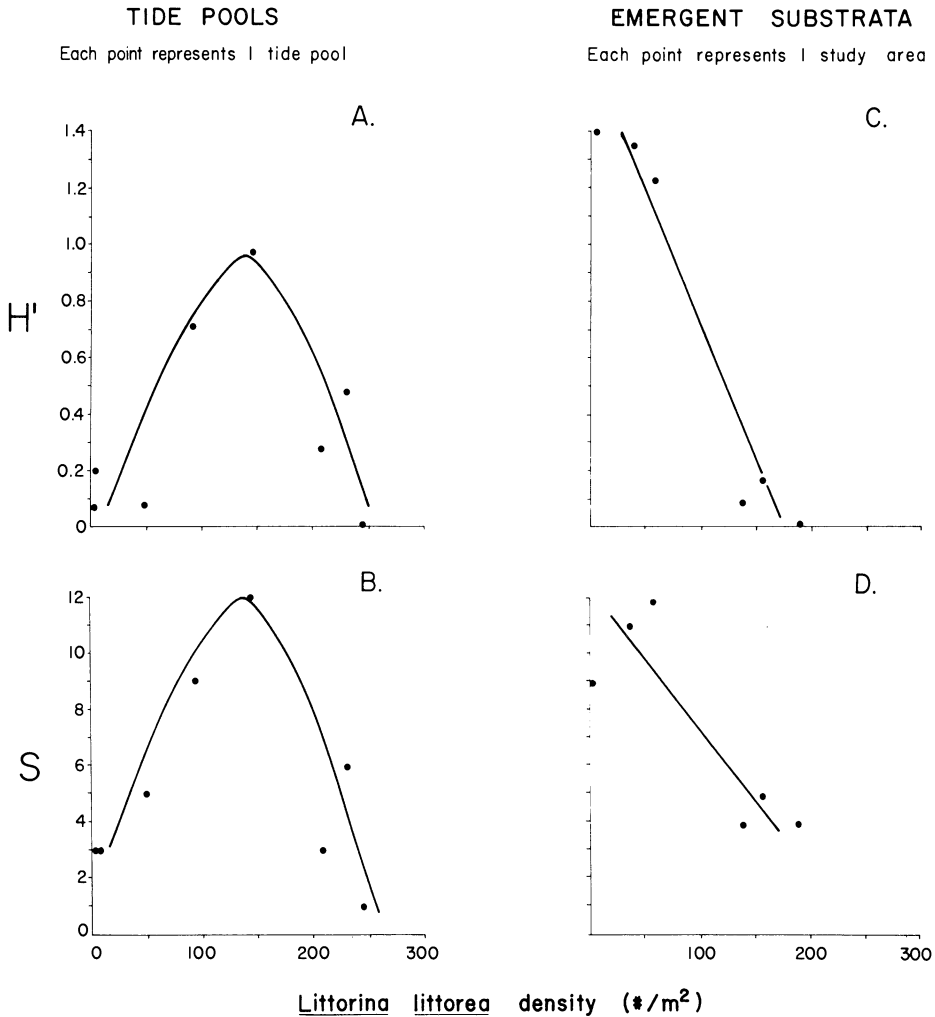 TIDE POOLS
Each point represents 1 tide pool
EMERGENT SUBSTRATA
Each point represents 1 study area
A.
1.4
1.2
1.0
0.8
0.6
0.4
0.2
0
H'
C.
B.
12
10
8
6
4
2
0
S
0 100 200 300
D.
100 200 300
Littorina littorea density (#/m²)